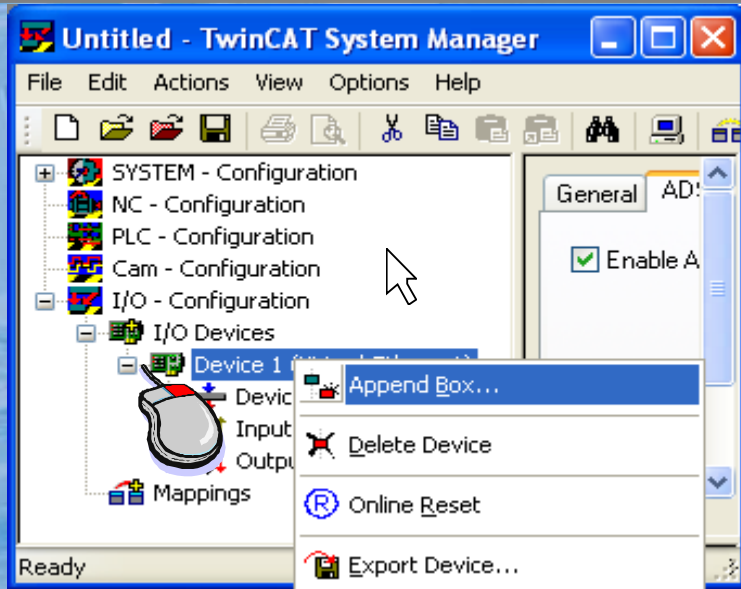 Untitled - TwinCAT System Manager
File Edit Actions View Options Help
SYSTEM - Configuration
NC - Configuration
PLC - Configuration
Cam - Configuration
I/O - Configuration
I/O Devices
Device 1
Mappings
General
Enable
Append Box...
Delete Device
Online Reset
Export Device...
Input
Ready